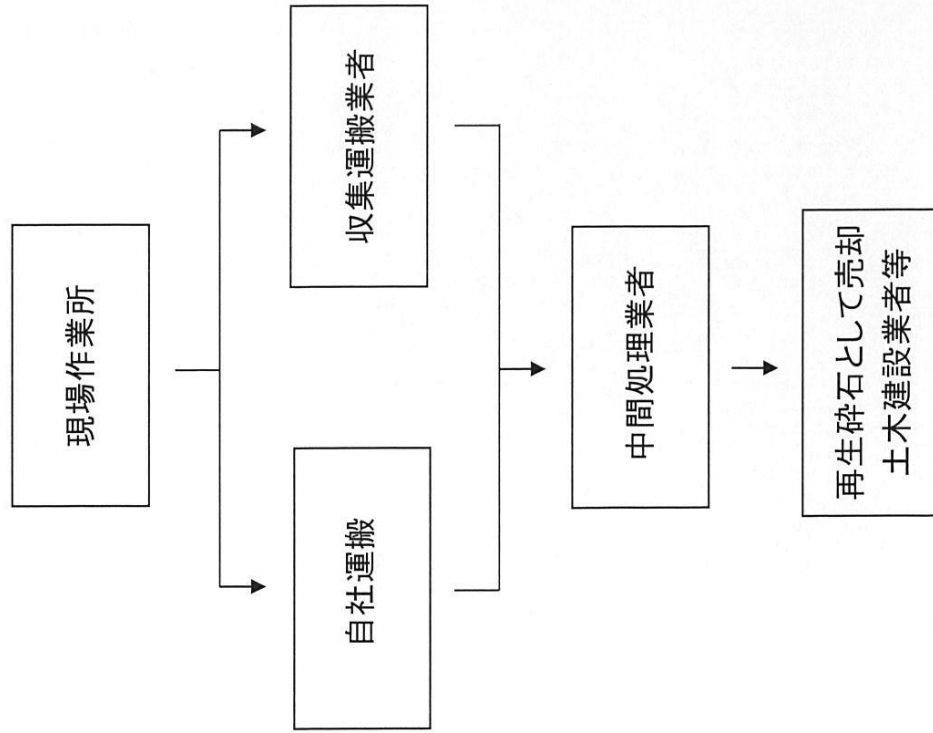 現場作業所
自社運搬
収集運搬業者
中間処理業者
再生砕石として売却
土木建設業者等